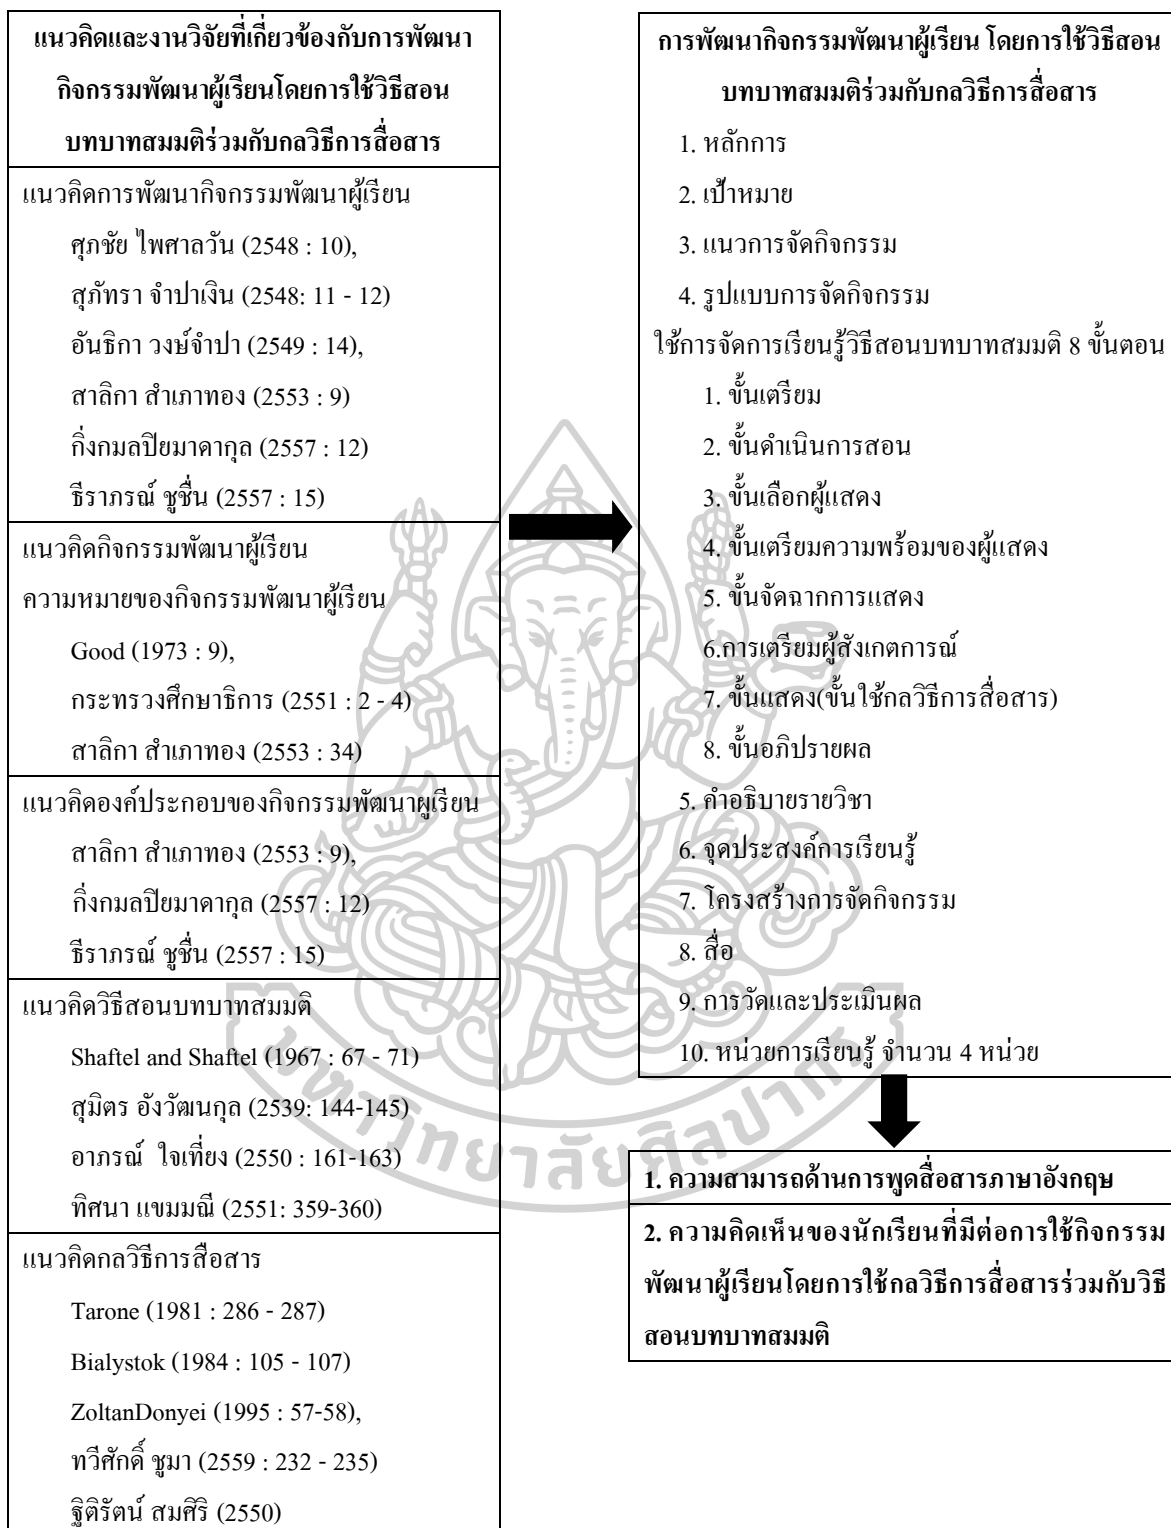 แนวคิดและงานวิจัยที่เกี่ยวข้องกับการพัฒนา
กิจกรรมพัฒนาผู้เรียนโดยการใช้วิธีสอน
บทบาทสมมติร่วมกับกลวิธีการสื่อสาร
แนวคิดการพัฒนากิจกรรมพัฒนาผู้เรียน
ศุภชัย ไพศาลวัน (2548 : 10),
สุภัทรา จำปาเงิน (2548: 11 - 12)
อันธิกา วงษ์จำปา (2549 : 14),
สาลิกา สำเภาทอง (2553 : 9)
กิ่งกมลปิยมาดากุล (2557 : 12)
ธีราภรณ์ ชูชื่น (2557 : 15)
แนวคิดกิจกรรมพัฒนาผู้เรียน
ความหมายของกิจกรรมพัฒนาผู้เรียน
Good (1973 : 9),
กระทรวงศึกษาธิการ (2551 : 2 - 4)
สาลิกา สำเภาทอง (2553 : 34)
แนวคิดองค์ประกอบของกิจกรรมพัฒนาผูเรียน
สาลิกา สำเภาทอง (2553 : 9),
กิ่งกมลปิยมาดากุล (2557 : 12)
ธีราภรณ์ ชูชื่น (2557 : 15)
แนวคิดวิธีสอนบทบาทสมมติ
Shaftel and Shaftel (1967 : 67 - 71)
สุมิตร อังวัฒนกุล (2539: 144-145)
อาภรณ์ ใจเที่ยง (2550 : 161-163)
ทิศนา แขมมณี (2551: 359-360)
แนวคิดกลวิธีการสือสาร
Tarone (1981 : 286 - 287)
Bialystok (1984 : 105 - 107)
ZoltanDonyei (1995 : 57-58),
ทวีศักดิ์ ชูมา (2559 : 232 - 235)
ฐิติรัตน์ สมศิริ (2550)
การพัฒนากิจกรรมพัฒนาผู้เรียน โดยการใช้วิธีสอน
บทบาทสมมติร่วมกับกลวิธีการสื่อสาร
1. หลักการ
2. เป้าหมาย
3. แนวการจัดกิจกรรม
4. รูปแบบการจัดกิจกรรม
ใช้การจัดการเรียนรู้วิธีสอนบทบาทสมมติ 8 ขั้นตอน
1. ขั้นเตรียม
2. ขั้นดำเนินการสอน
3. ขั้นเลือกผู้แสดง
4. ขั้นเตรียมความพร้อมของผู้แสดง
5. ขั้นจัดฉากการแสดง
6.การเตรียมผู้สังเกตการณ์
7. ขั้นแสดง(ขั้นใช้กลวิธีการสื่อสาร)
8. ขั้นอภิปรายผล
5. คำอธิบายรายวิชา
6. จุดประสงค์การเรียนรู้
7. โครงสร้างการจัดกิจกรรม
8. สื่อ
9. การวัดและประเมินผล
10. หน่วยการเรียนรู้ จำนวน 4 หน่วย
1. ความสามารถด้านการพูดสื่อสารภาษาอังกฤษ
2. ความคิดเห็นของนักเรียนที่มีต่อการใช้กิจกรรม
พัฒนาผู้เรียนโดยการใช้กลวิธีการสื่อสารร่วมกับวิธี
สอนบทบาทสมมติ
มหาวิทยาลัยศิลปากร